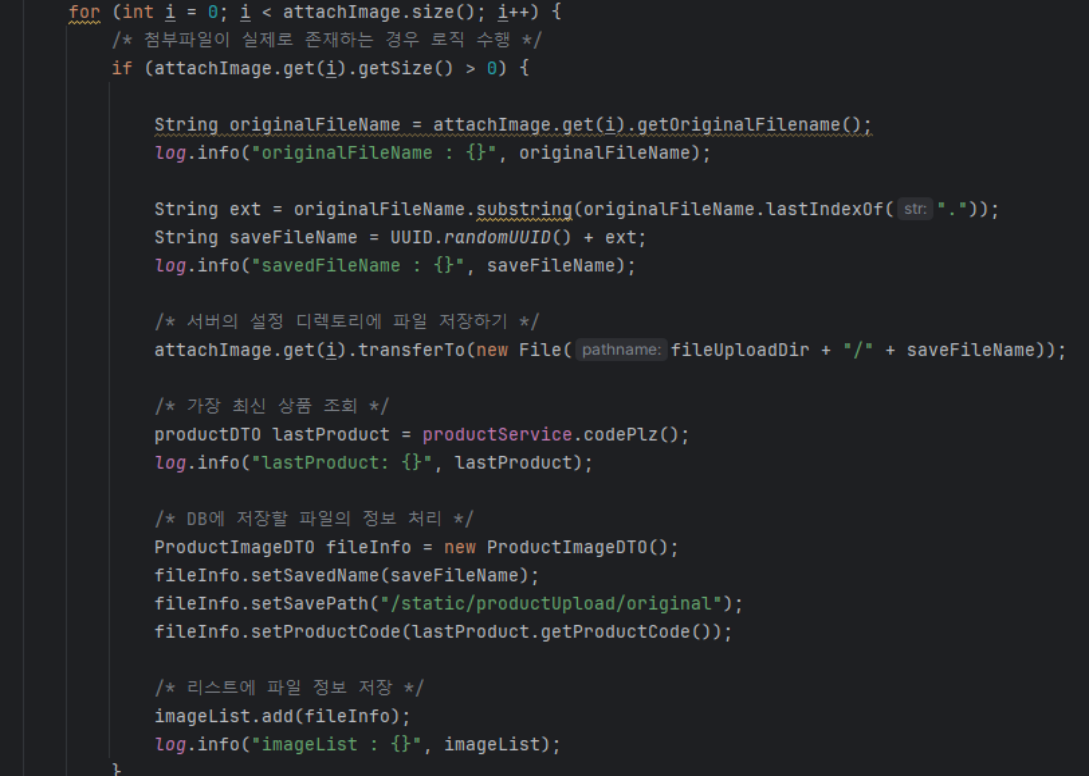 for (int i = 0; i < attachImage.size(); i++) {
/* 첨부파일이 실제로 존재하는 경우 로직 수행 */
if (attachImage.get(i).getSize() > 0) {
String originalFileName = attachImage.get(i).getOriginalFilename();
log.info("originalFileName : {}", originalFileName);
String ext = originalFileName.substring(originalFileName.lastIndexOf( str: "."));
String saveFileName = UUID.randomUUID() + ext;
log.info("savedFileName : {}", saveFileName);
/* 서버의 설정 디렉토리에 파일 저장하기 */
attachImage.get(i).transferTo(new File( pathname: fileUploadDir + "/" + saveFileName));
/* 가장 최신 상품 조회 */
productDTO lastProduct = productService.codePlz();
log.info("lastProduct: {}", lastProduct);
/* DB에 저장할 파일의 정보 처리 */
ProductImageDTO fileInfo = new ProductImageDTO();
fileInfo.setSavedName(saveFileName);
fileInfo.setSavePath("/static/productUpload/original");
fileInfo.setProductCode(lastProduct.getProductCode());
/* 리스트에 파일 정보 저장 */
imageList.add(fileInfo);
log.info("imageList : {}", imageList);
}